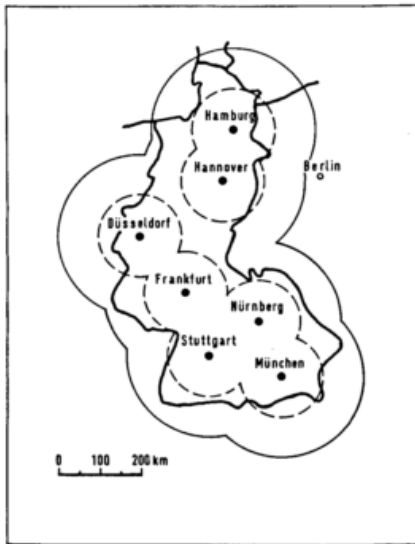 Hamburg
Hannover
Berlin
Düsseldorf
Frankfurt
Nürnberg
Stuttgart
München
0 100 200 km